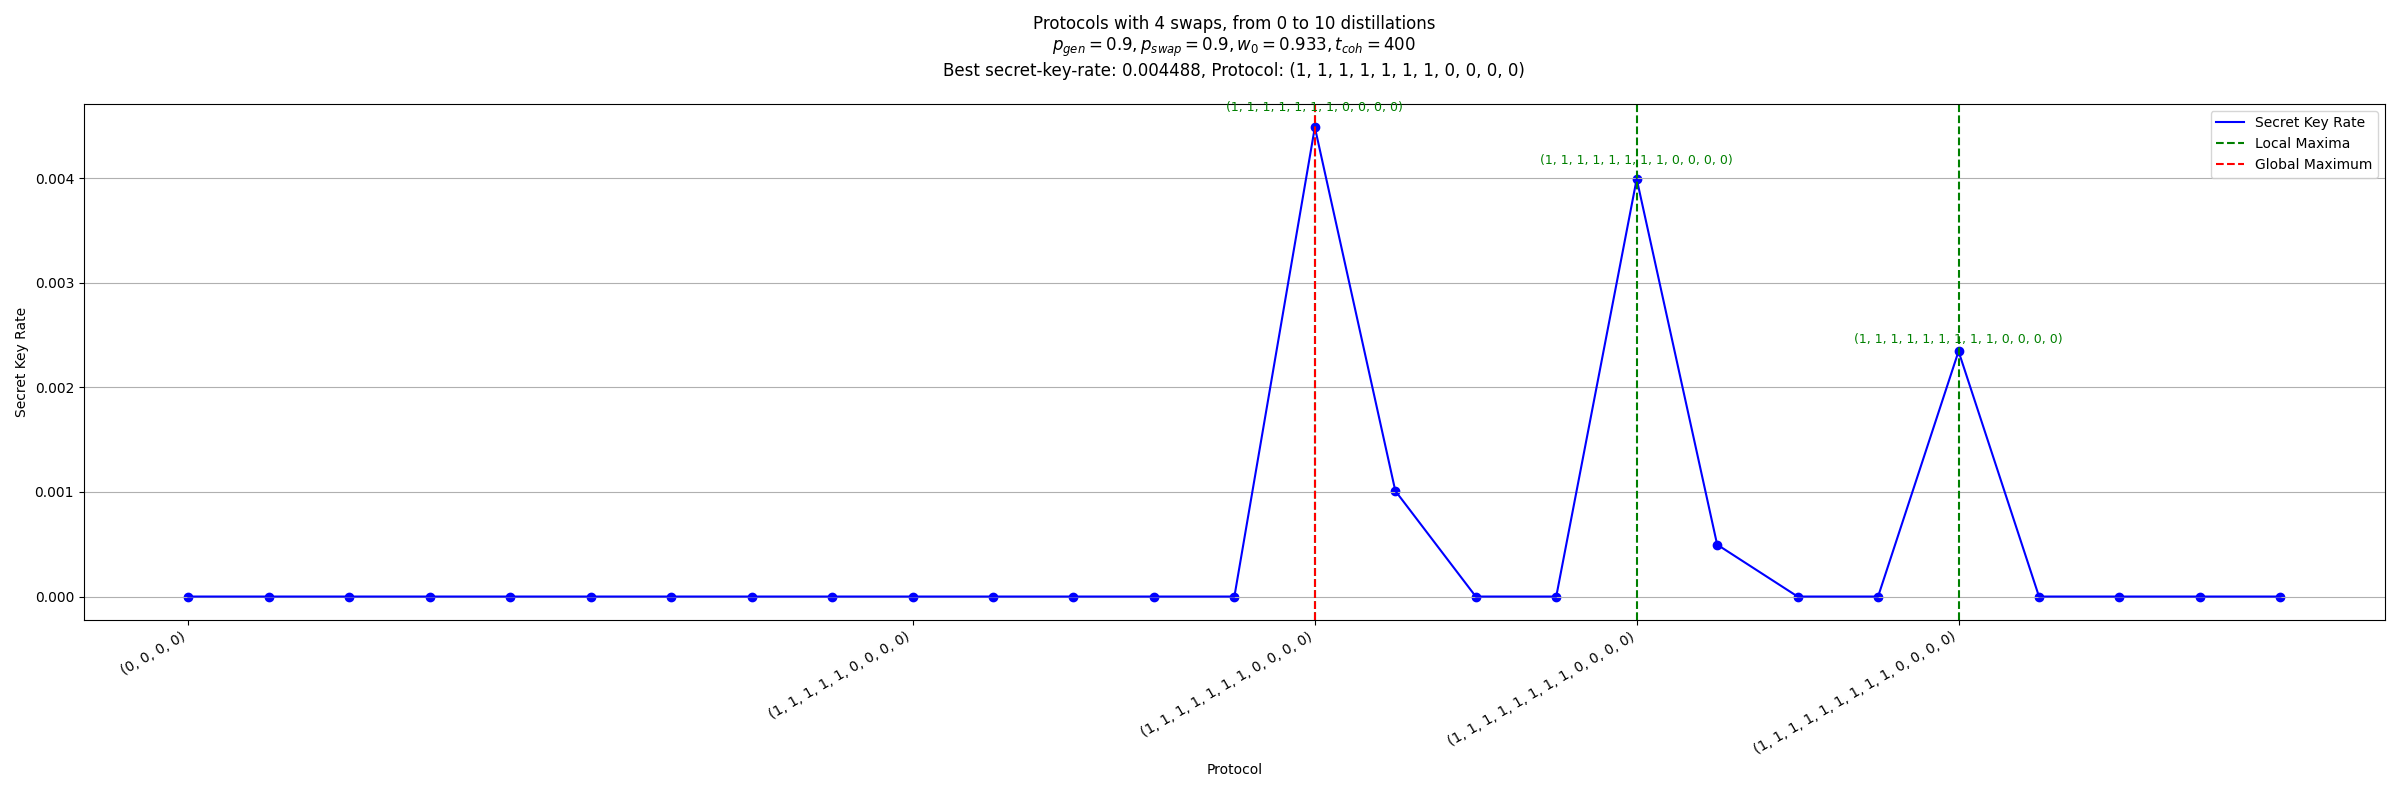 Protocols with 4 swaps, from 0 to 10 distillations
p_gen = 0.9, p_swap = 0.9, w_0 = 0.933, t_coh = 400
Best secret-key-rate: 0.004488, Protocol: (1, 1, 1, 1, 1, 1, 1, 0, 0, 0, 0)
(1, 1, 1, 1, 1, 1, 1, 0, 0, 0, 0)
(1, 1, 1, 1, 1, 1, 1, 1, 0, 0, 0, 0)
(1, 1, 1, 1, 1, 1, 1, 1, 1, 0, 0, 0, 0)
Secret Key Rate
Local Maxima
Global Maximum
Secret Key Rate
0.004
0.003
0.002
0.001
0.000
(0, 0, 0, 0)
(1, 1, 1, 1, 1, 0, 0, 0, 0)
(1, 1, 1, 1, 1, 1, 1, 0, 0, 0, 0)
(1, 1, 1, 1, 1, 1, 1, 1, 0, 0, 0, 0)
(1, 1, 1, 1, 1, 1, 1, 1, 1, 0, 0, 0, 0)
Protocol